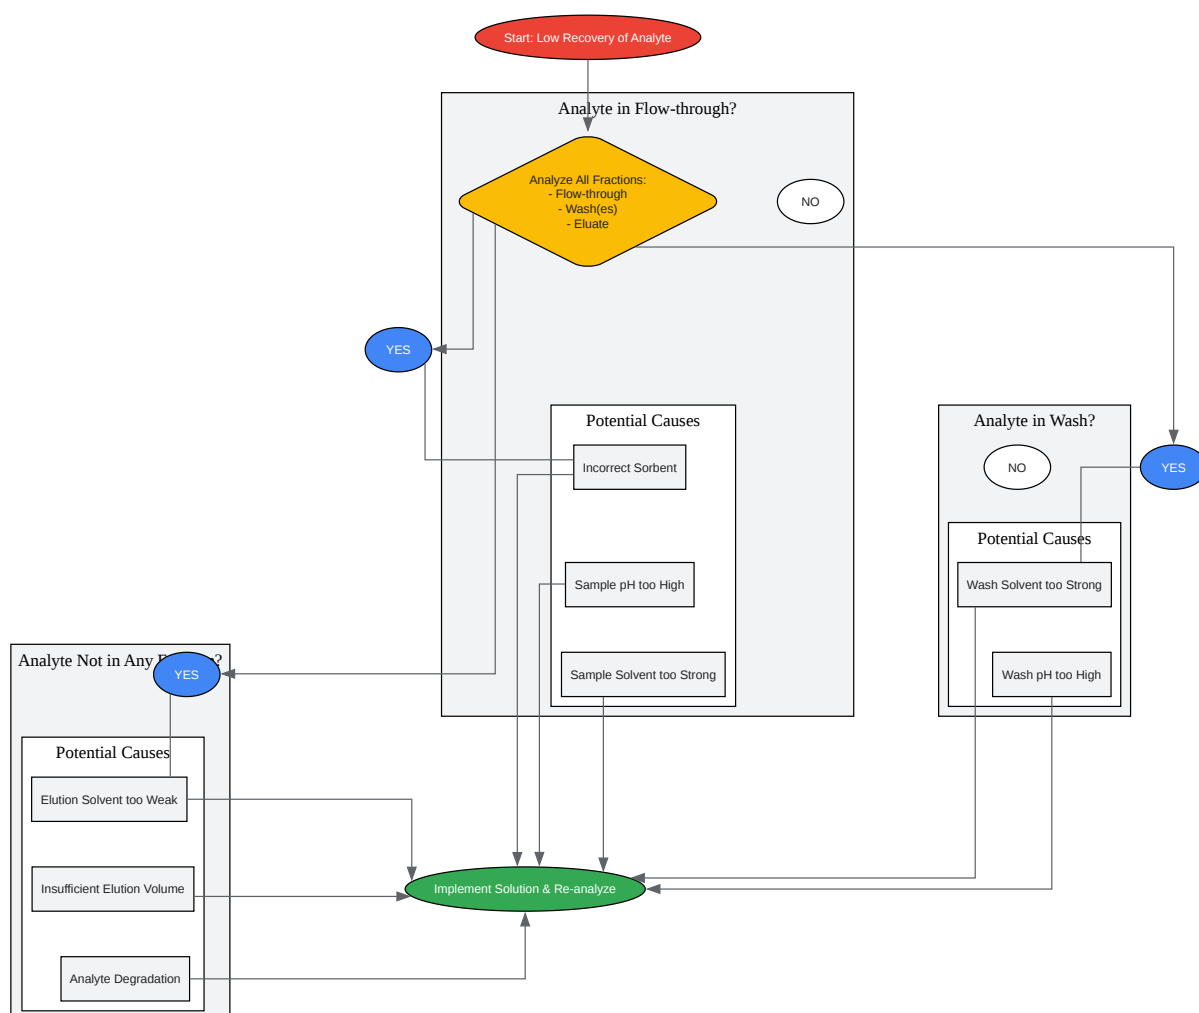 Start: Low Recovery of Analyte
Analyte in Flow-through?
Analyze All Fractions:
- Flow-through
- Wash(es)
- Eluate
NO
YES
Potential Causes
Incorrect Sorbent
Sample pH too High
Sample Solvent too Strong
Analyte in Wash?
NO
YES
Potential Causes
Wash Solvent too Strong
Wash pH too High
Analyte Not in Any
YES
Potential Causes
Elution Solvent too Weak
Insufficient Elution Volume
Analyte Degradation
Implement Solution & Re-analyze